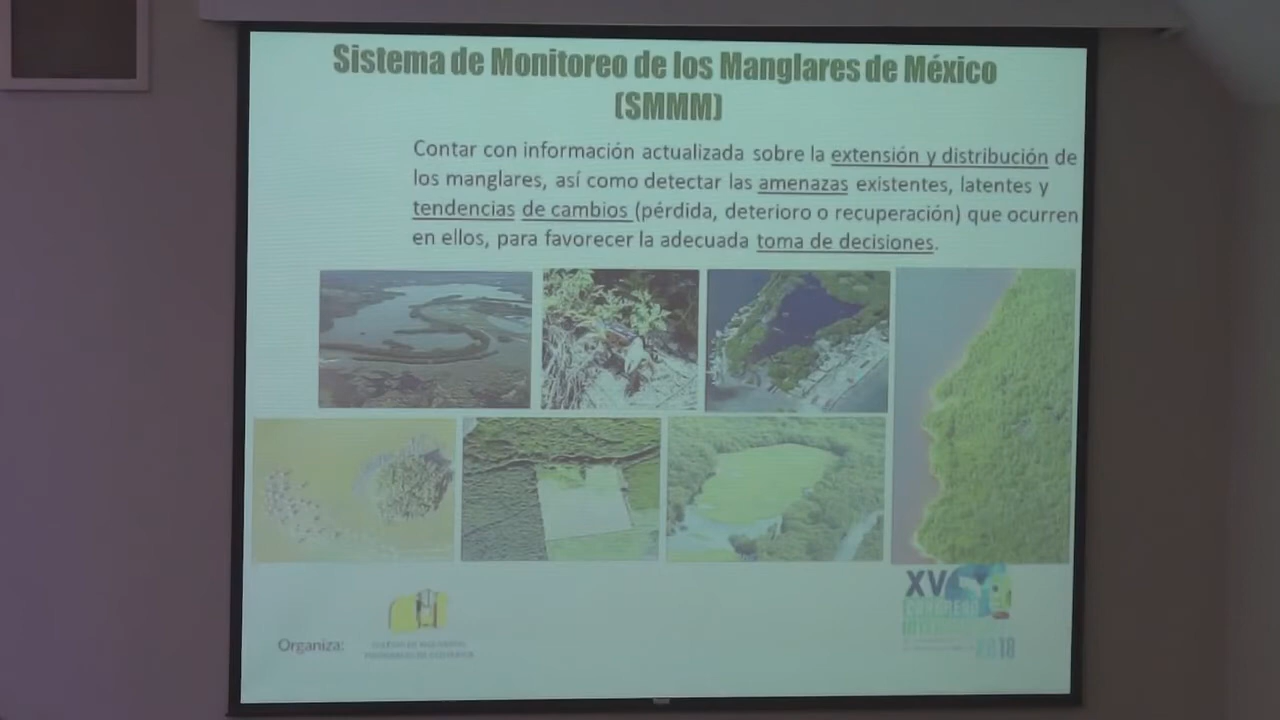 Sistema de Monitoreo de los Manglares de México
(SMMM)
Contar con información actualizada sobre la extensión y distribución de
los manglares, así como detectar las amenazas existentes, latentes y
tendencias de cambios (pérdida, deterioro o recuperación) que ocurren
en ellos, para favorecer la adecuada toma de decisiones.
Organiza:
XV
CONGRESO
2018